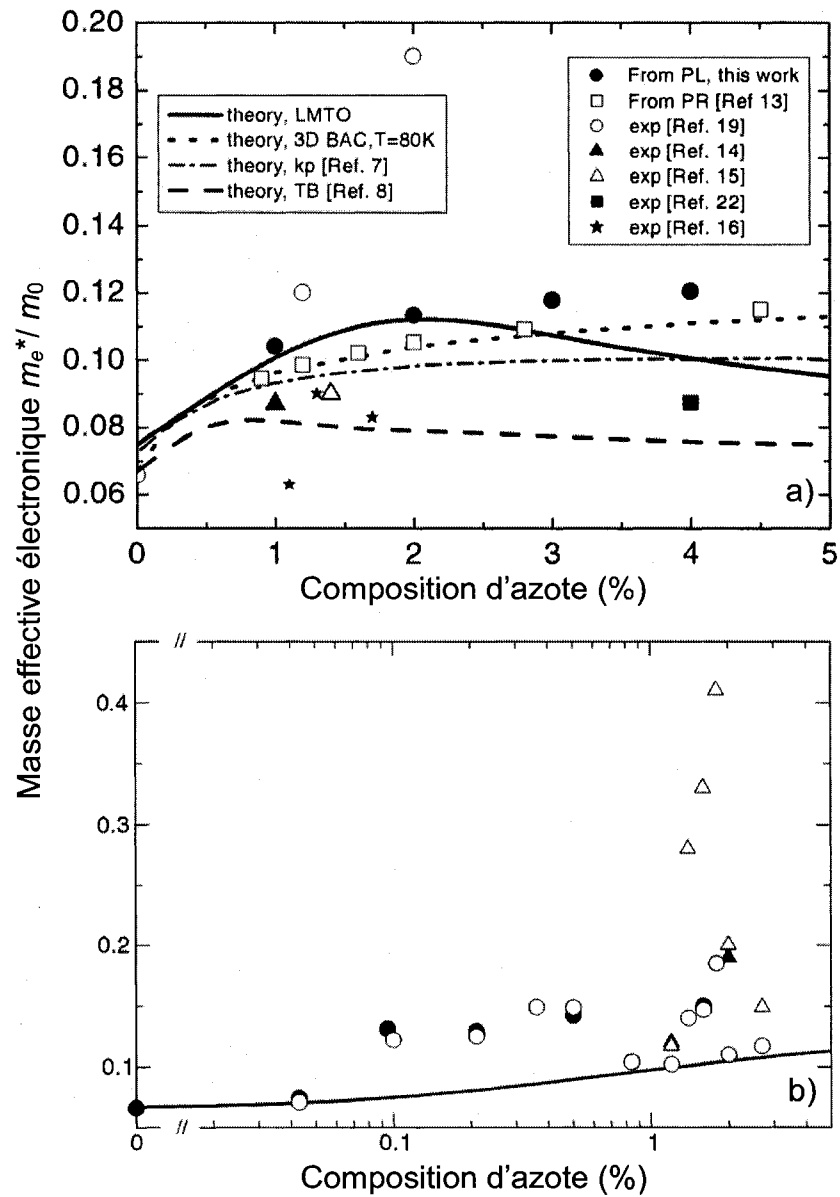 0.20
0.18
0.16
0.14
0.12
0.10
0.08
0.06
theory, LMTO
theory, 3D BAC,T=80K
theory, kp [Ref. 7]
theory, TB [Ref. 8]
From PL, this work
From PR [Ref 13]
exp [Ref. 19]
exp [Ref. 14]
exp [Ref. 15]
exp [Ref. 22]
exp [Ref. 16]
a)
0 1 2 3 4 5
Composition d'azote (%)
Masse effective électronique me*/ m0
//
0.4
0.3
0.2
0.1
b)
0 // 0.1 1
Composition d'azote (%)